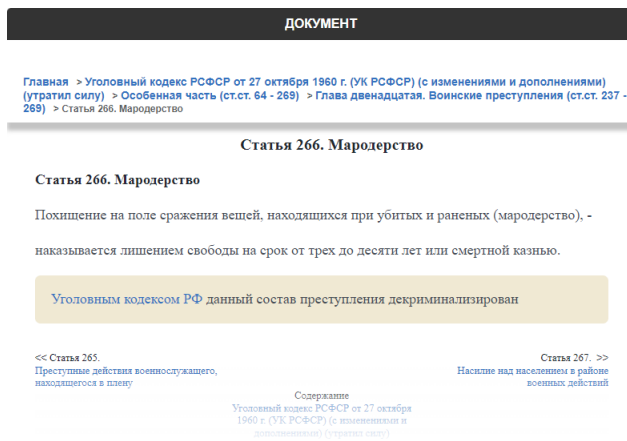 ДОКУМЕНТ
Главная > Уголовный кодекс РСФСР от 27 октября 1960 г. (УК РСФСР) (с изменениями и дополнениями)
(утратил силу) > Особенная часть (ст.ст. 64 - 269) > Глава двенадцатая. Воинские преступления (ст.ст. 237 -
269) > Статья 266. Мародерство
Статья 266. Мародерство
Статья 266. Мародерство
Похищение на поле сражения вещей, находящихся при убитых и раненых (мародерство), -
наказывается лишением свободы на срок от трех до десяти лет или смертной казнью.
Уголовным кодексом РФ данный состав преступления декриминализирован
<< Статья 265.
Преступные действия военнослужащего,
находящегося в плену
Статья 267. >>
Насилие над населением в районе
военных действий
Содержание
Уголовный кодекс РСФСР от 27 октября
1960 г. (УК РСФСР) (с изменениями и
дополнениями) (утратил силу)